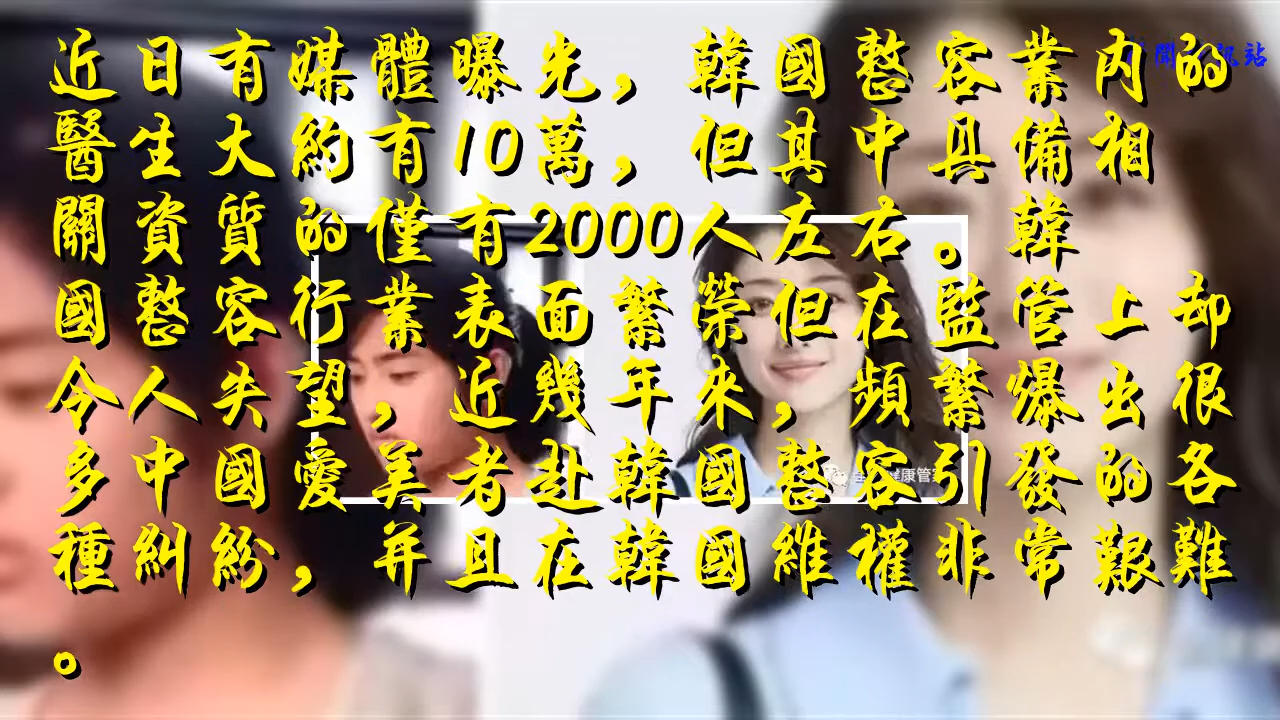 近日有媒體曝光，韓國整容業内的
醫生大約有10萬，但其中具備相
關資質的僅有2000人左右。韓
國整容行業表面繁榮但在監管上却
令人失望，近幾年來，頻繁爆出很
多中國愛美者赴韓國整容引發的各
種糾紛，并且在韓國維權非常艱難
。